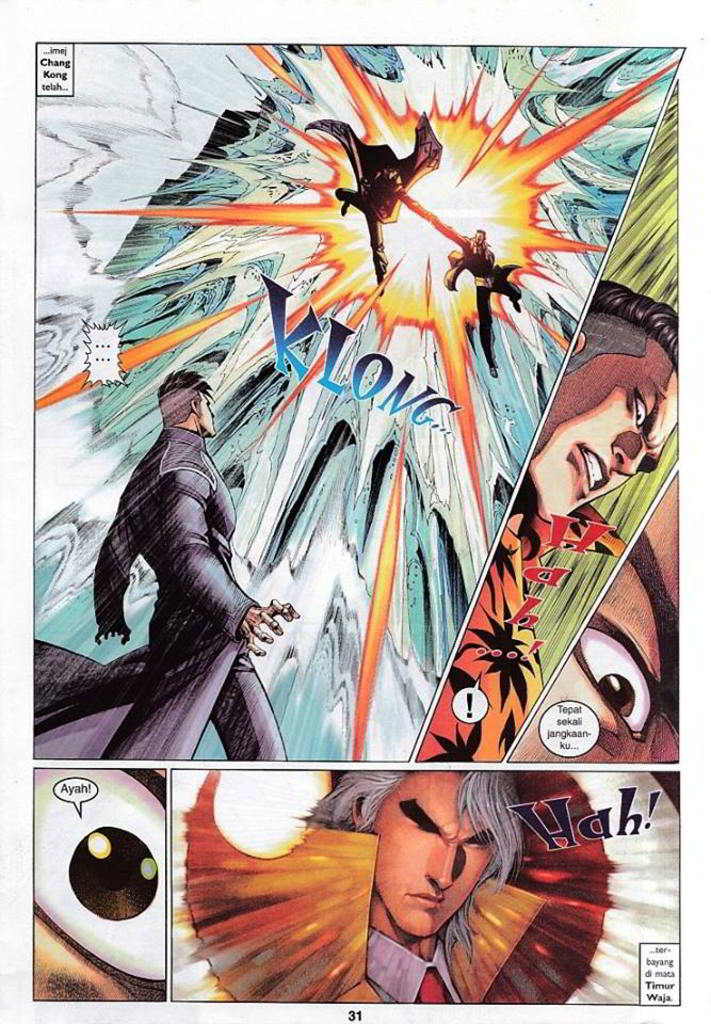 ...imej
Chang
Kong
telah...
...
...
KLONG...
Hah!...
!
Tepat
sekali
jangkaan-
ku...
Ayah!
Hah!
...ter-
bayang
di mata
Timur
Waja.
31